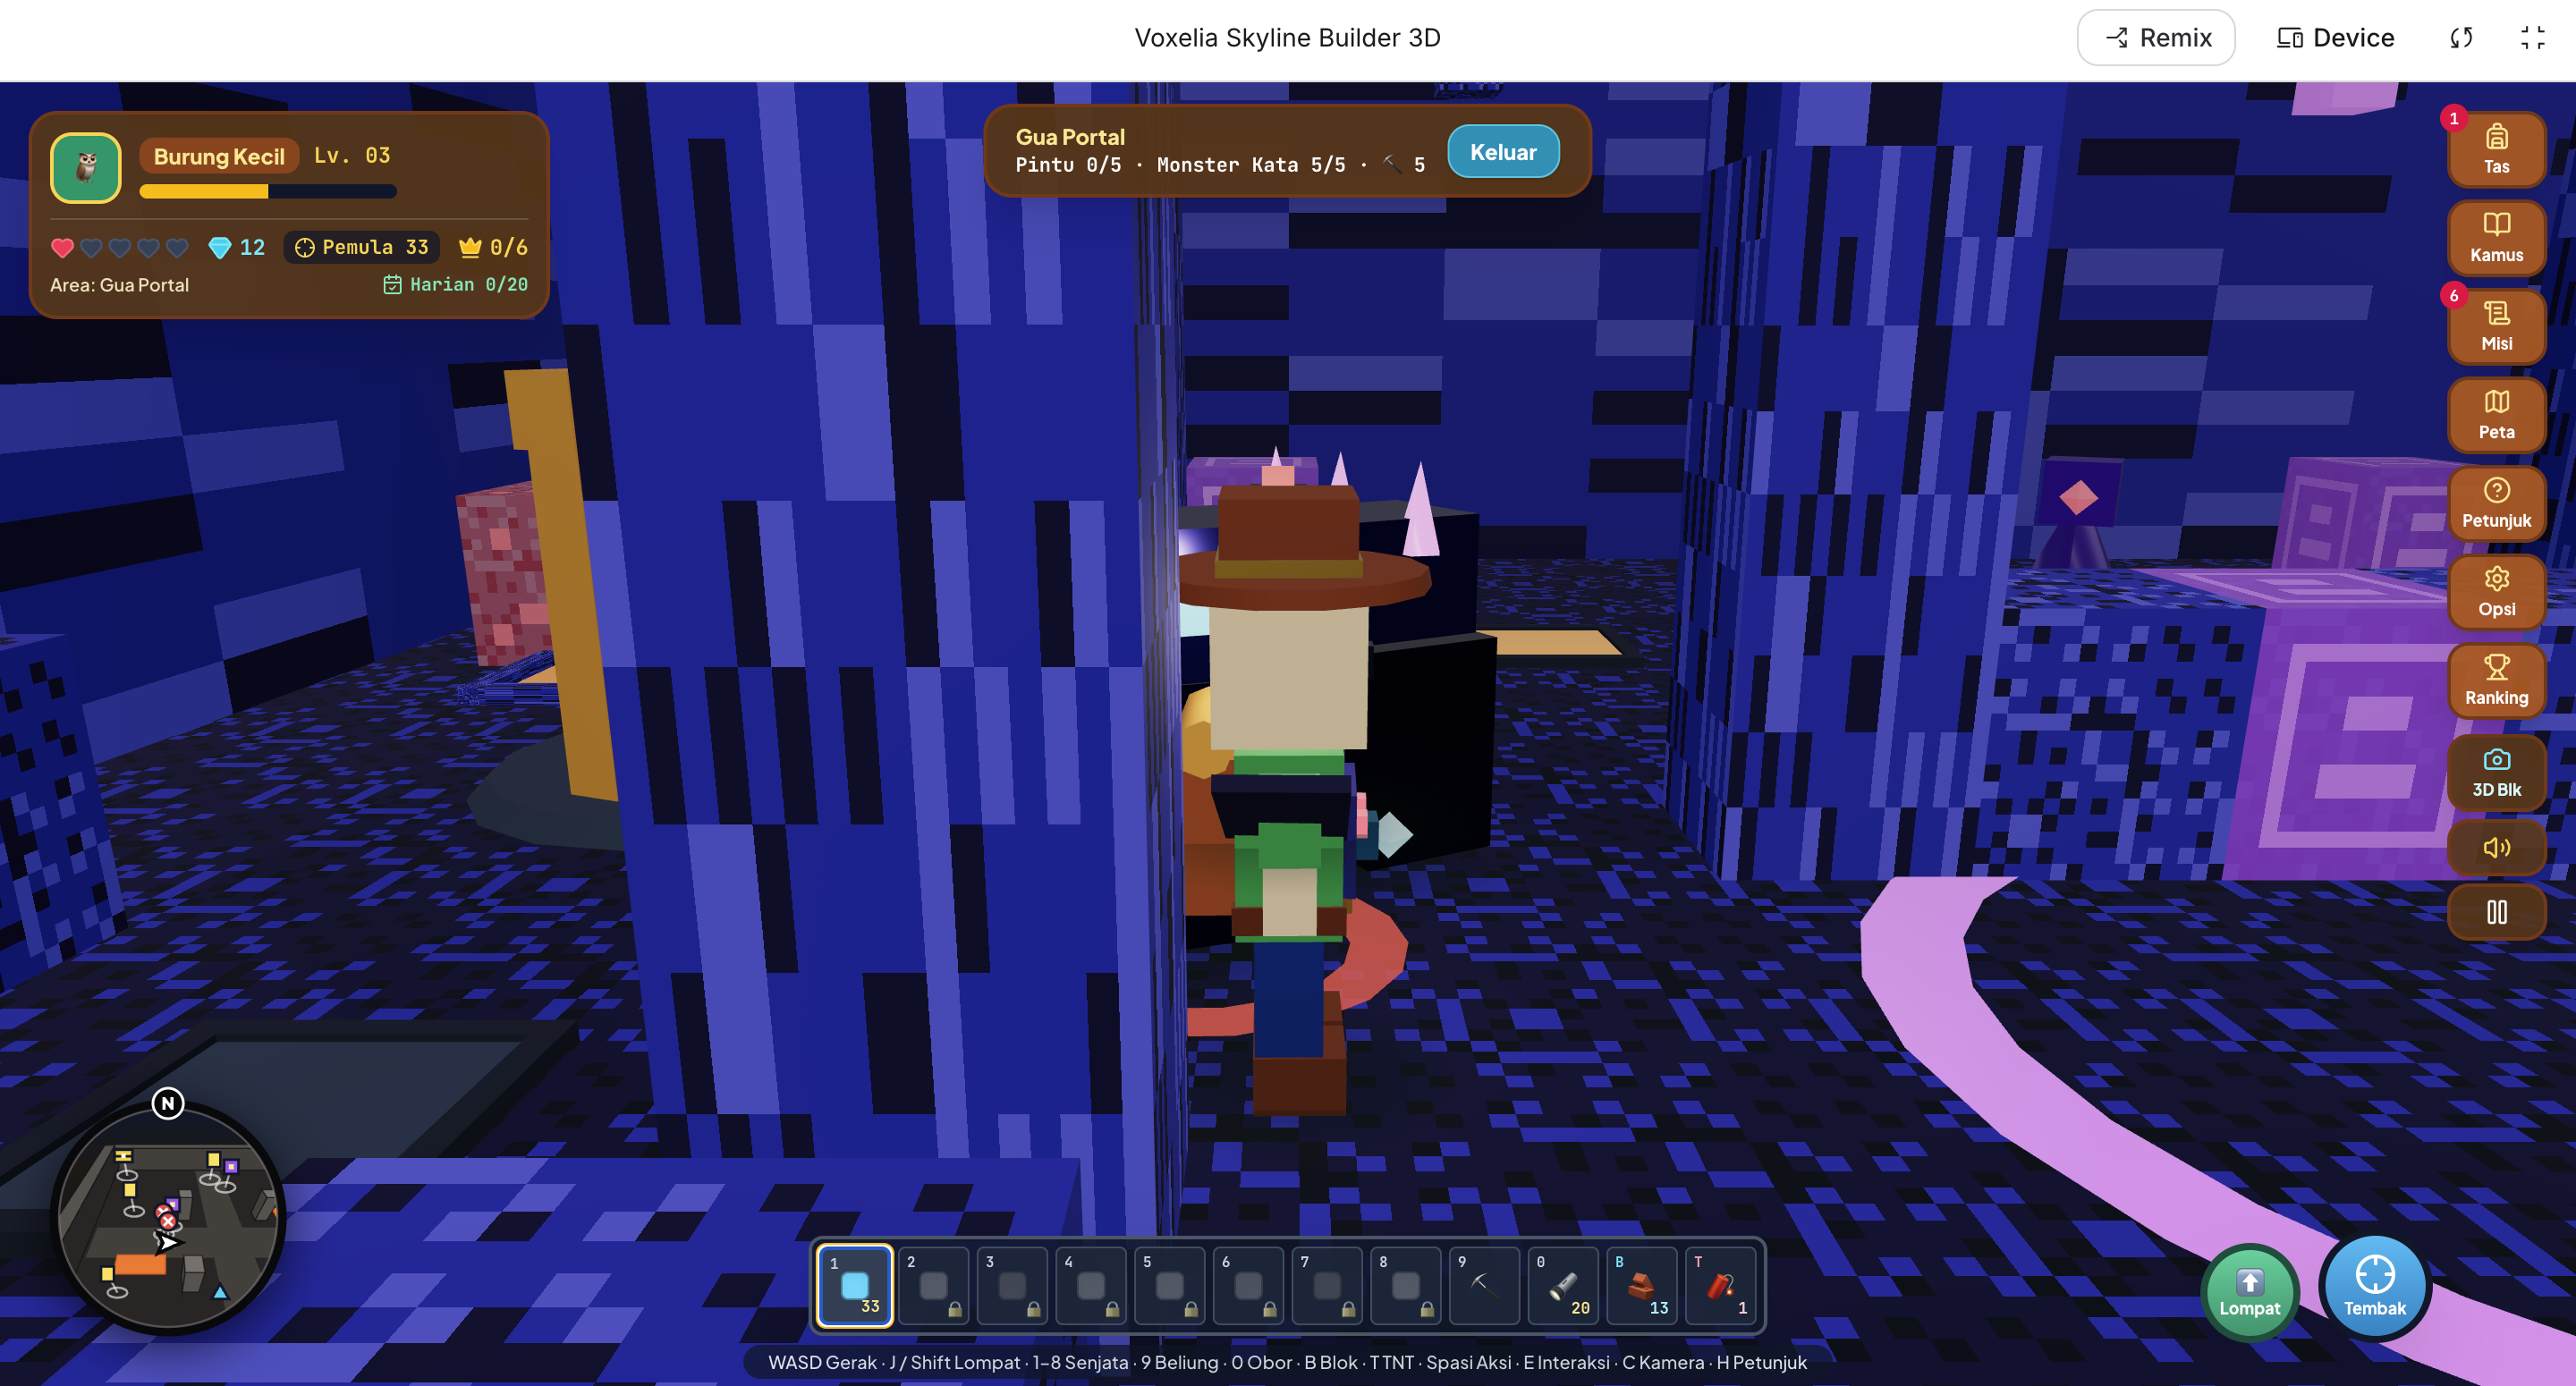 Voxelia Skyline Builder 3D
Remix
Device
Burung Kecil Lv. 03
12 Pemula 33 0/6
Area: Gua Portal Harian 0/20
Gua Portal
Pintu 0/5 · Monster Kata 5/5 · 5
Keluar
1
Tas
Kamus
6
Misi
Peta
Petunjuk
Opsi
Ranking
3D Blk
N
1 2 3 4 5 6 7 8 9 0 B T
33 20 13 1
Lompat
Tembak
WASD Gerak · J / Shift Lompat · 1–8 Senjata · 9 Beliung · 0 Obor · B Blok · T TNT · Spasi Aksi · E Interaksi · C Kamera · H Petunjuk